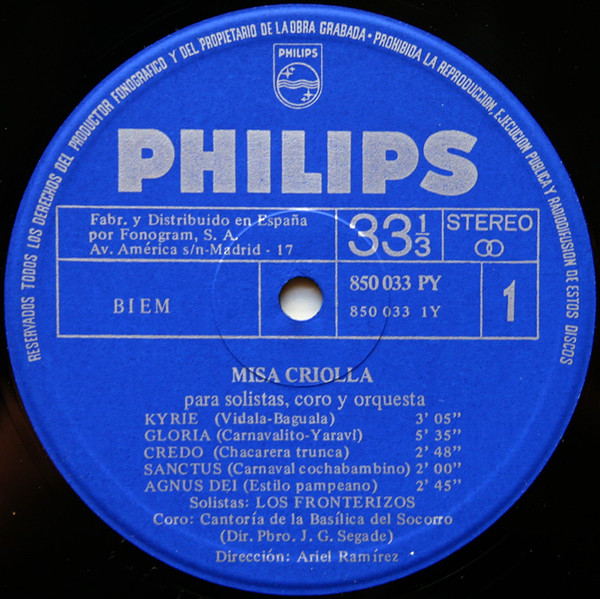 RESERVADOS TODOS LOS DERECHOS DEL PRODUCTOR FONOGRAFICO Y DEL PROPIETARIO DE LA OBRA GRABADA • PROHIBIDA LA REPRODUCCION, EJECUCION PUBLICA Y RADIODIFUSION DE ESTOS DISCOS
PHILIPS
PHILIPS
Fabr. y Distribuido en España
por Fonogram, S. A.
Av. América s/n-Madrid - 17
33 1/3
STEREO
BIEM
850 033 PY
850 033 1Y
1
MISA CRIOLLA
para solistas, coro y orquesta
KYRIE (Vidala-Baguala) 3' 05"
GLORIA (Carnavalito-Yaraví) 5' 35"
CREDO (Chacarera trunca) 2' 48"
SANCTUS (Carnaval cochabambino) 2' 00"
AGNUS DEI (Estilo pampeano) 2' 45"
Solistas: LOS FRONTERIZOS
Coro: Cantoría de la Basílica del Socorro
(Dir. Pbro. J. G. Segade)
Dirección: Ariel Ramírez